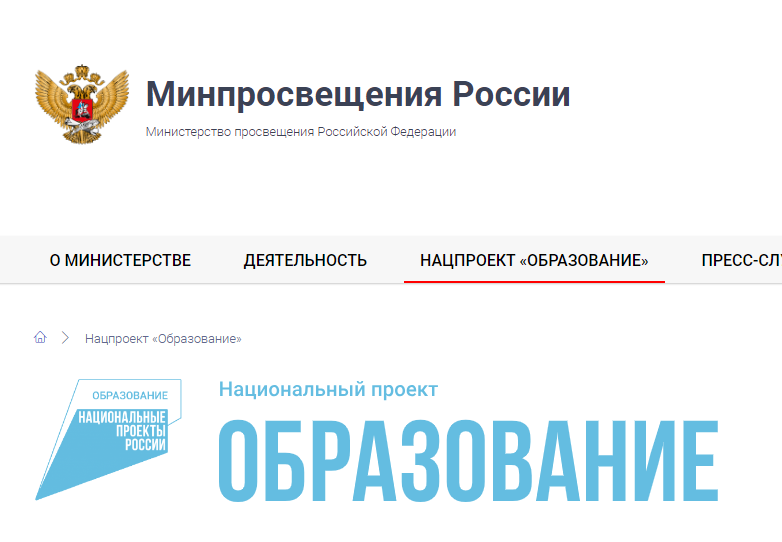 Минпросвещения России
Министерство просвещения Российской Федерации
О МИНИСТЕРСТВЕ ДЕЯТЕЛЬНОСТЬ НАЦПРОЕКТ «ОБРАЗОВАНИЕ» ПРЕСС-СЛ
Нацпроект «Образование»
ОБРАЗОВАНИЕ
НАЦИОНАЛЬНЫЕ
ПРОЕКТЫ
РОССИИ
Национальный проект
ОБРАЗОВАНИЕ